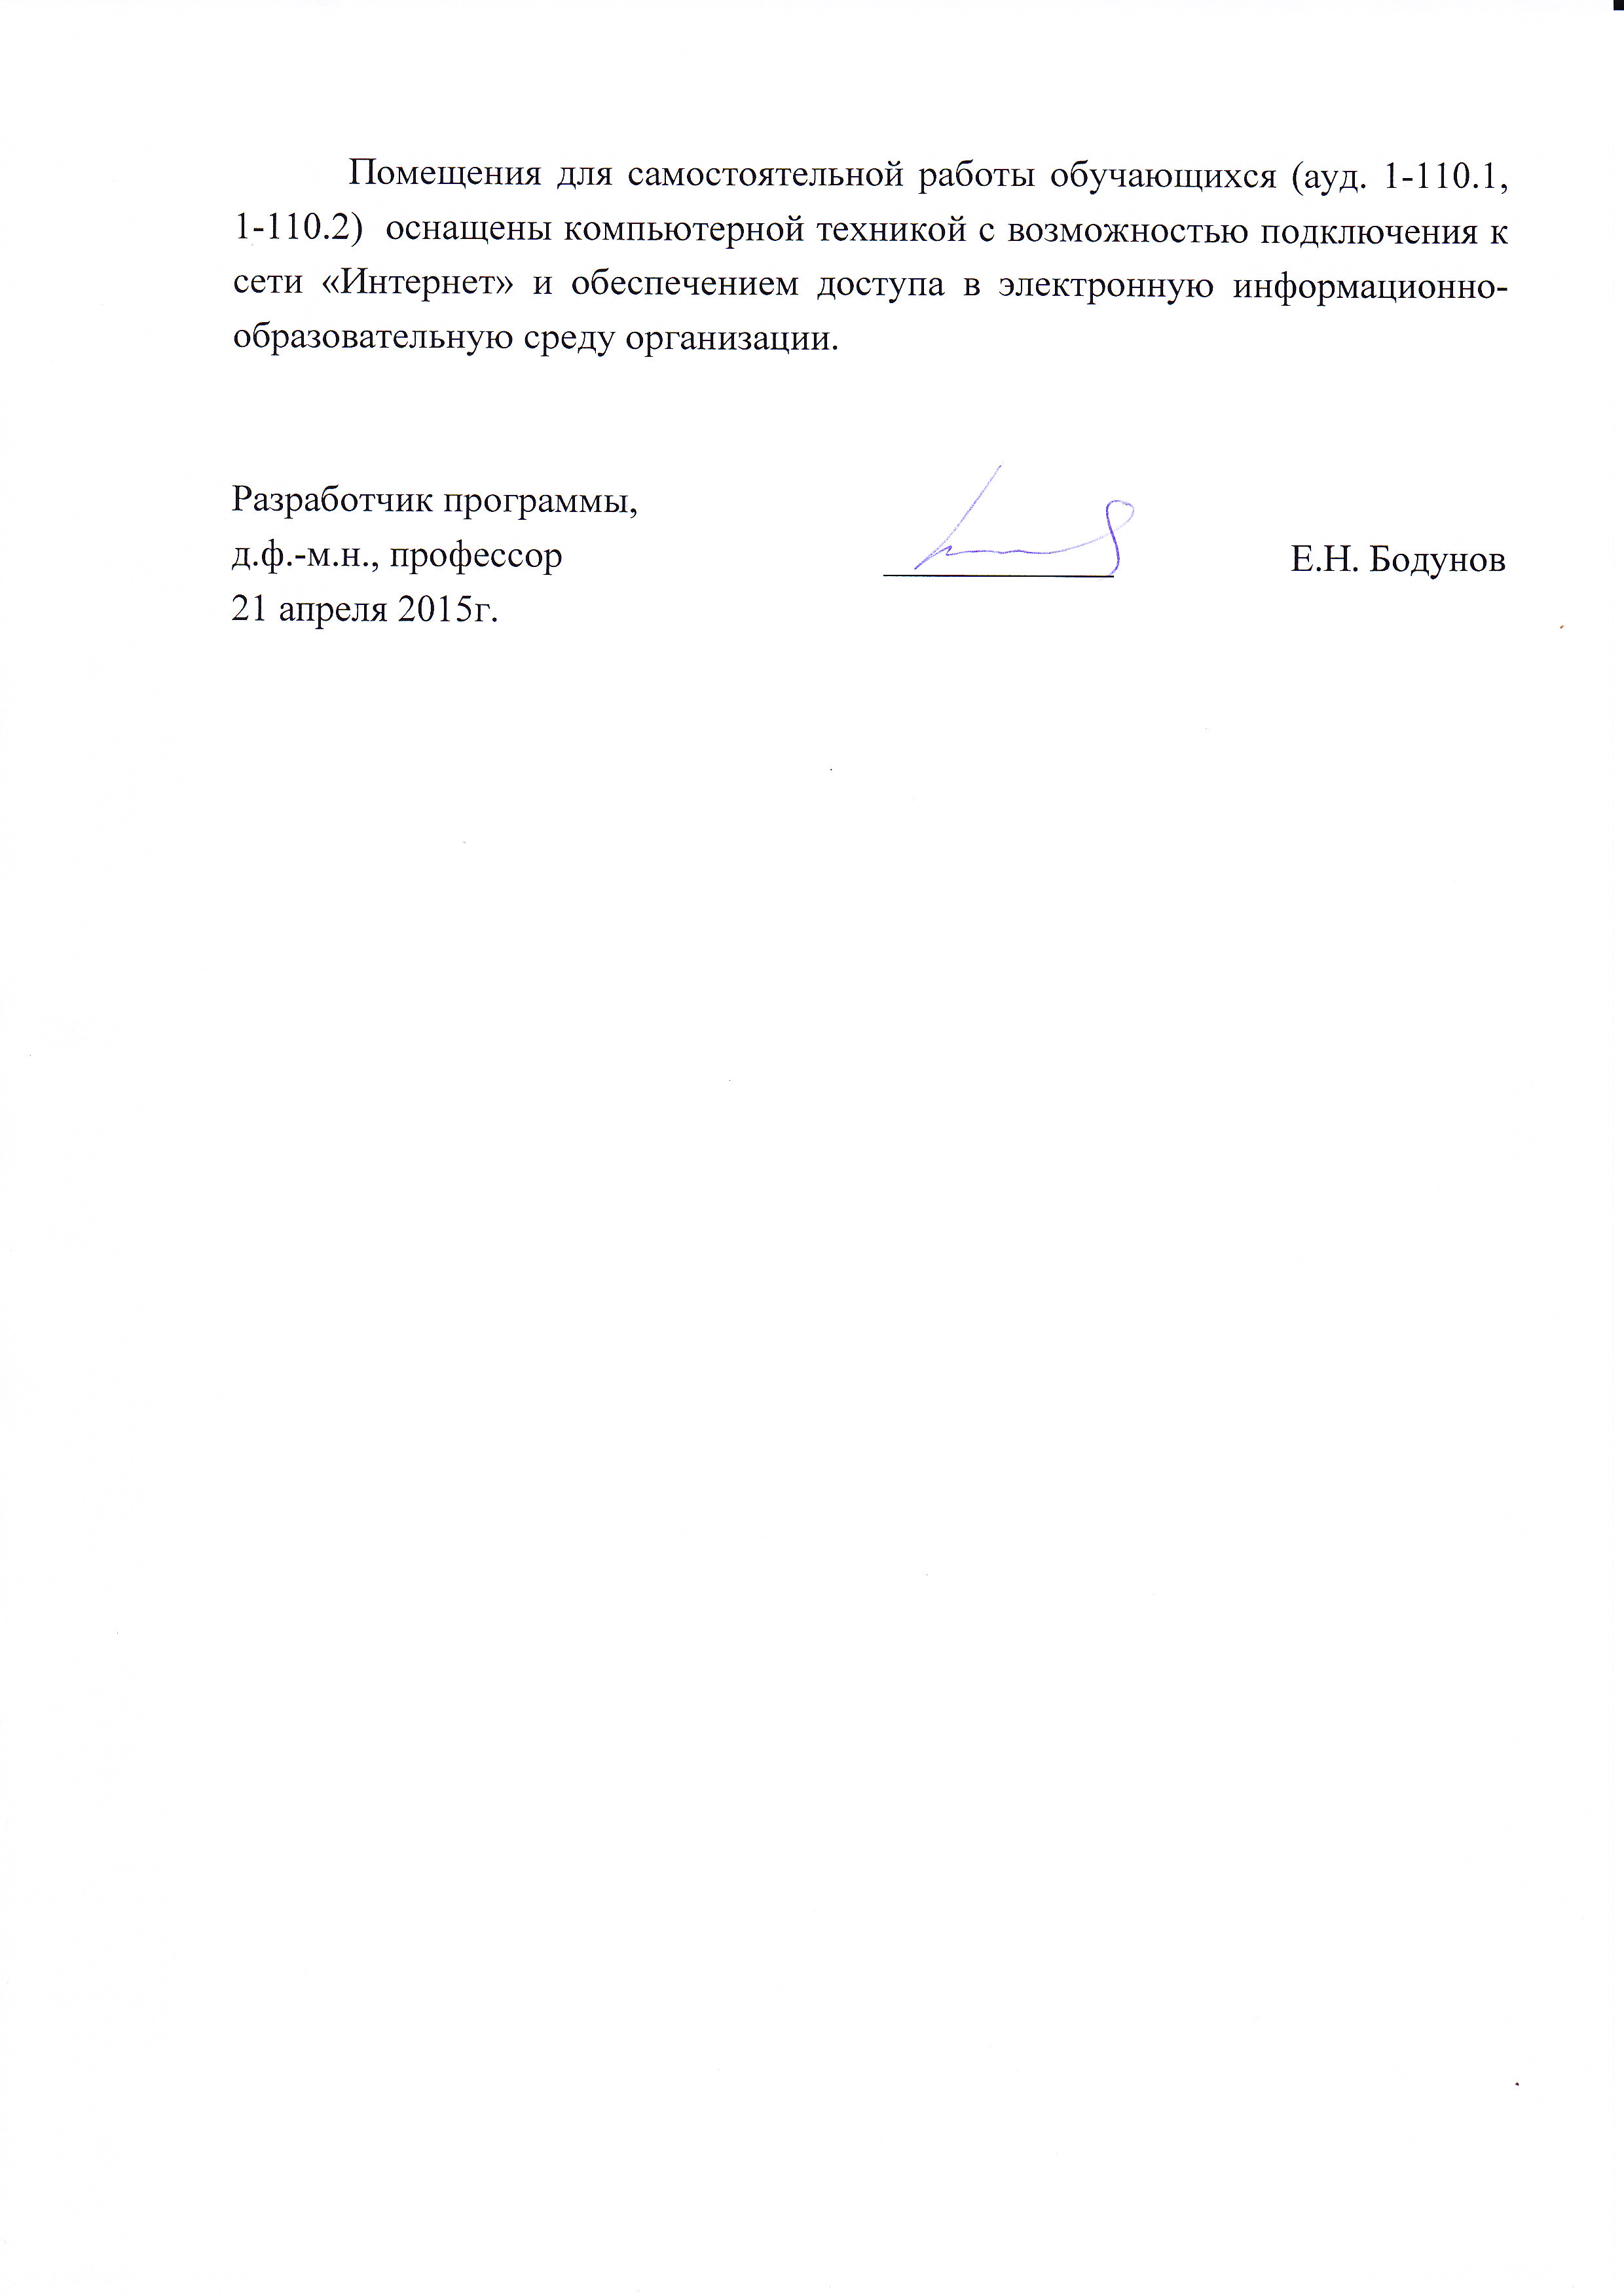 Помещения для самостоятельной работы обучающихся (ауд. 1-110.1,
1-110.2) оснащены компьютерной техникой с возможностью подключения к
сети «Интернет» и обеспечением доступа в электронную информационно-
образовательную среду организации.
Разработчик программы,
д.ф.-м.н., профессор Е.Н. Бодунов
21 апреля 2015г.